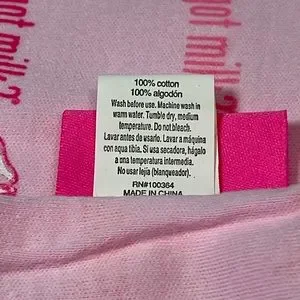 got milk?
got milk?
100% cotton
100% algodón
Wash before use. Machine wash in
warm water. Tumble dry, medium
temperature. Do not bleach.
Lavar antes de usarlo. Lavar a máquina
con agua tibia. Si usa secadora, hágalo
a una temperatura intermedia.
No usar lejía (blanqueador).
RN#100364
MADE IN CHINA